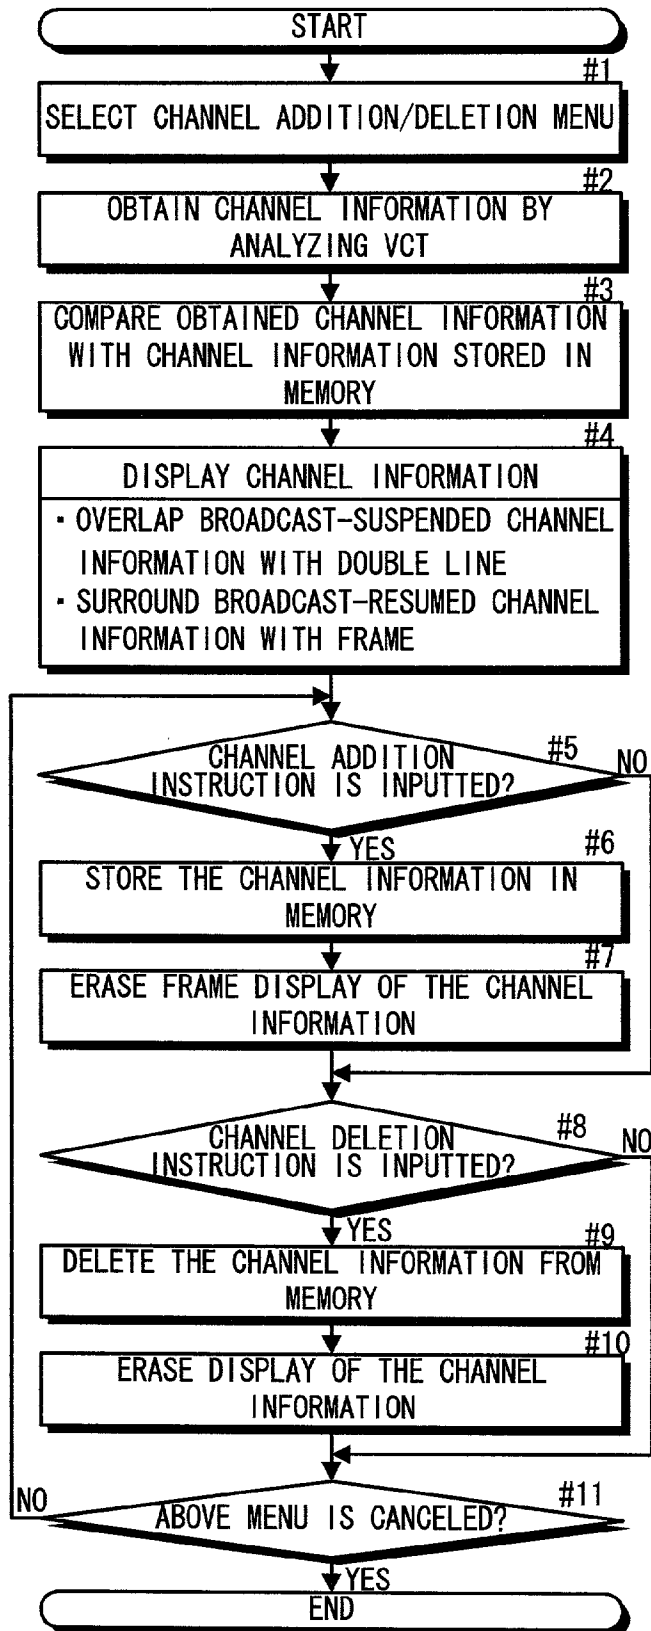 START
#1
SELECT CHANNEL ADDITION/DELETION MENU
#2
OBTAIN CHANNEL INFORMATION BY
ANALYZING VCT
#3
COMPARE OBTAINED CHANNEL INFORMATION
WITH CHANNEL INFORMATION STORED IN
MEMORY
#4
DISPLAY CHANNEL INFORMATION
・OVERLAP BROADCAST-SUSPENDED CHANNEL
INFORMATION WITH DOUBLE LINE
・SURROUND BROADCAST-RESUMED CHANNEL
INFORMATION WITH FRAME
#5
CHANNEL ADDITION
INSTRUCTION IS INPUTTED?
NO
YES
#6
STORE THE CHANNEL INFORMATION IN
MEMORY
#7
ERASE FRAME DISPLAY OF THE CHANNEL
INFORMATION
#8
CHANNEL DELETION
INSTRUCTION IS INPUTTED?
NO
YES
#9
DELETE THE CHANNEL INFORMATION FROM
MEMORY
#10
ERASE DISPLAY OF THE CHANNEL
INFORMATION
NO
#11
ABOVE MENU IS CANCELED?
YES
END